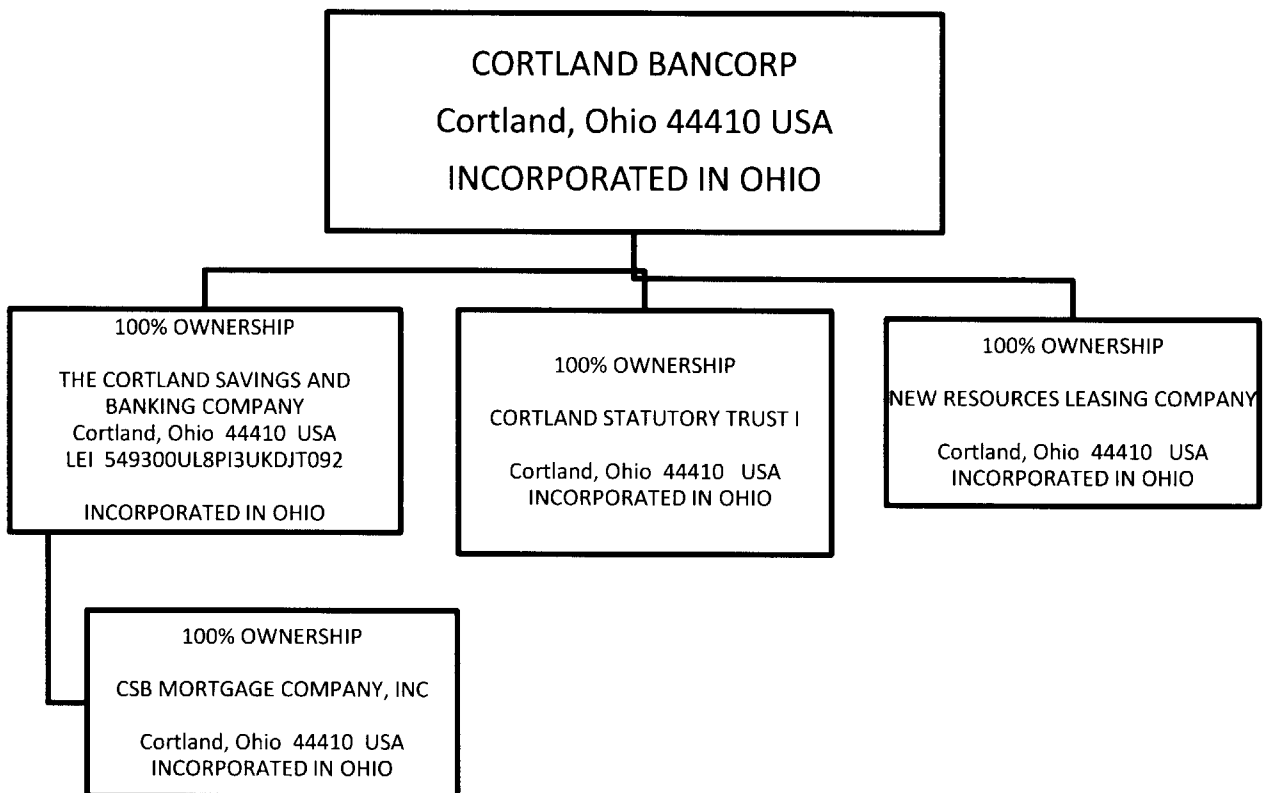 CORTLAND BANCORP
Cortland, Ohio 44410 USA
INCORPORATED IN OHIO
100% OWNERSHIP
THE CORTLAND SAVINGS AND
BANKING COMPANY
Cortland, Ohio 44410 USA
LEI 549300UL8PI3UKDJT092
INCORPORATED IN OHIO
100% OWNERSHIP
CORTLAND STATUTORY TRUST I
Cortland, Ohio 44410 USA
INCORPORATED IN OHIO
100% OWNERSHIP
NEW RESOURCES LEASING COMPANY
Cortland, Ohio 44410 USA
INCORPORATED IN OHIO
100% OWNERSHIP
CSB MORTGAGE COMPANY, INC
Cortland, Ohio 44410 USA
INCORPORATED IN OHIO